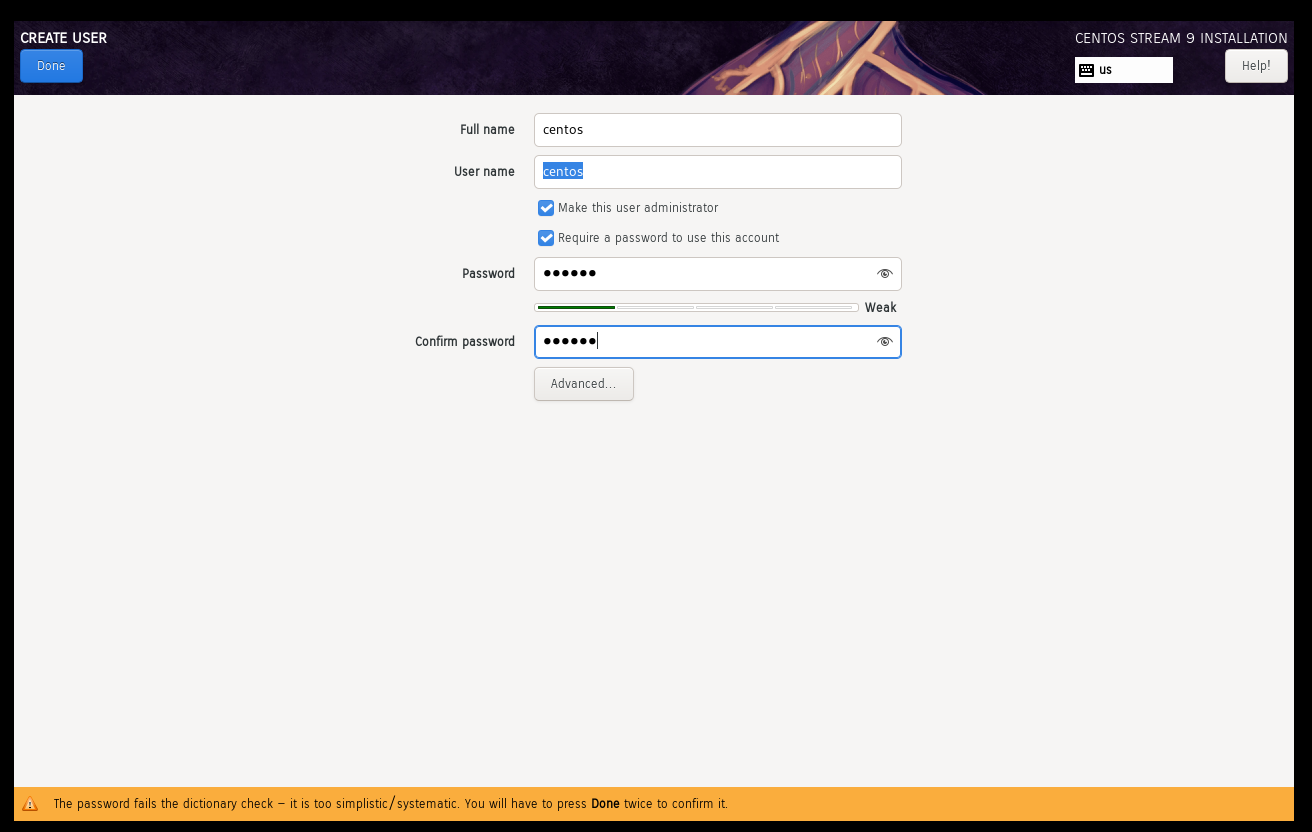 CREATE USER
CENTOS STREAM 9 INSTALLATION
Done
us
Help!
Full name
centos
User name
centos
Make this user administrator
Require a password to use this account
Password
●●●●●●
Weak
Confirm password
●●●●●●
Advanced...
The password fails the dictionary check – it is too simplistic/systematic. You will have to press Done twice to confirm it.